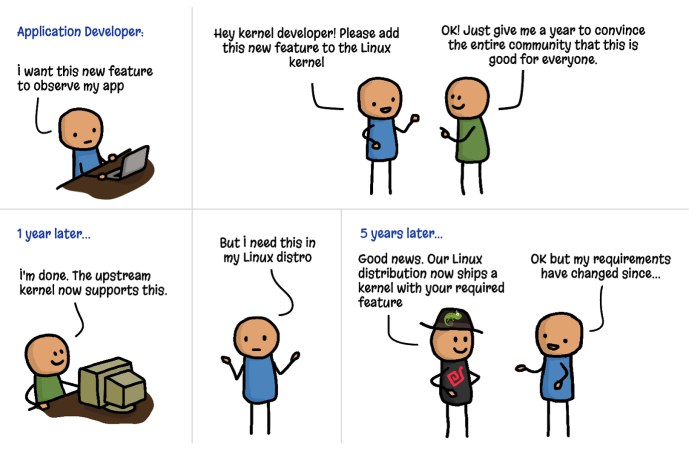 Application Developer:
i want this new feature
to observe my app
Hey kernel developer! Please add
this new feature to the Linux
kernel
OK! Just give me a year to convince
the entire community that this is
good for everyone.
1 year later...
i'm done. The upstream
kernel now supports this.
But i need this in
my Linux distro
5 years later...
Good news. Our Linux
distribution now ships a
kernel with your required
feature
OK but my requirements
have changed since...